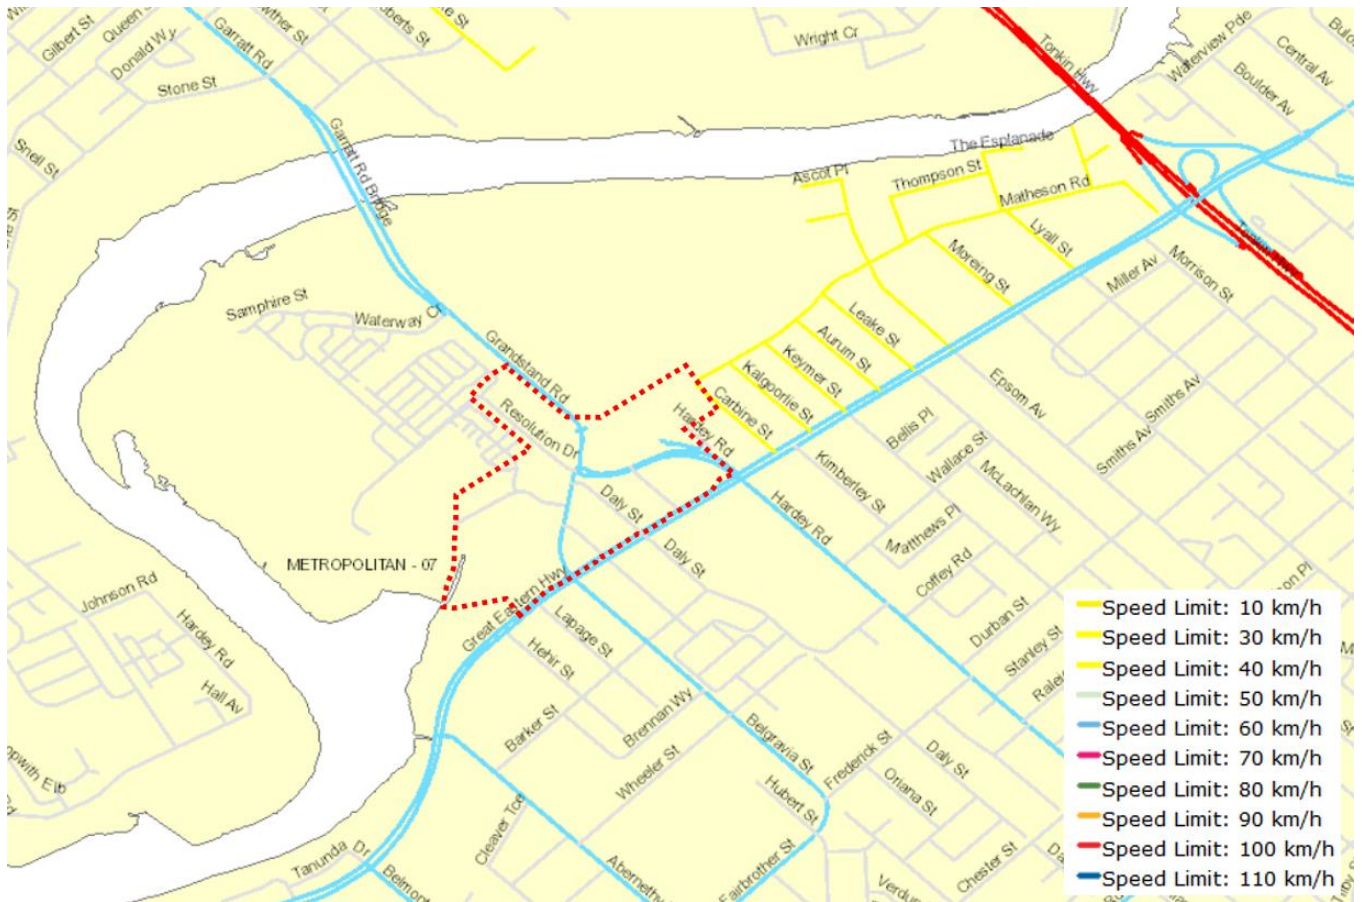 Gilbert St
Donald Wy
Garratt Rd
Stone St
Snell St
Wright Cr
Tonkin Hwy
Waterview Pde
Central Av
Boulder Av
Garratt Rd Bridge
The Esplanade
Ascot Pl
Thompson St
Matheson Rd
Lyall St
Moreing St
Miller Av
Morrison St
Samphire St
Waterway Cr
Grandstand Rd
Leake St
Aurum St
Keymer St
Kalgoorlie St
Carbine St
Epsom Av
Smiths Av
Smiths Av
Resolution Dr
Hardey Rd
Bellis Pl
Wallace St
McLachlan Wy
Kimberley St
Daly St
Hardey Rd
Matthews Pl
Coffey Rd
Daly St
METROPOLITAN - 07
Johnson Rd
Hardey Rd
Hall Av
Great Eastern Hwy
Lapage St
Hehir St
Durban St
Stanley St
Barker St
Brennan Wy
Belgravia St
Wheeler St
Frederick St
Daly St
Oriana St
Hubert St
Cleaver Tce
Tanunda Dr
Fairbrother St
Chester St
Speed Limit: 10 km/h
Speed Limit: 30 km/h
Speed Limit: 40 km/h
Speed Limit: 50 km/h
Speed Limit: 60 km/h
Speed Limit: 70 km/h
Speed Limit: 80 km/h
Speed Limit: 90 km/h
Speed Limit: 100 km/h
Speed Limit: 110 km/h